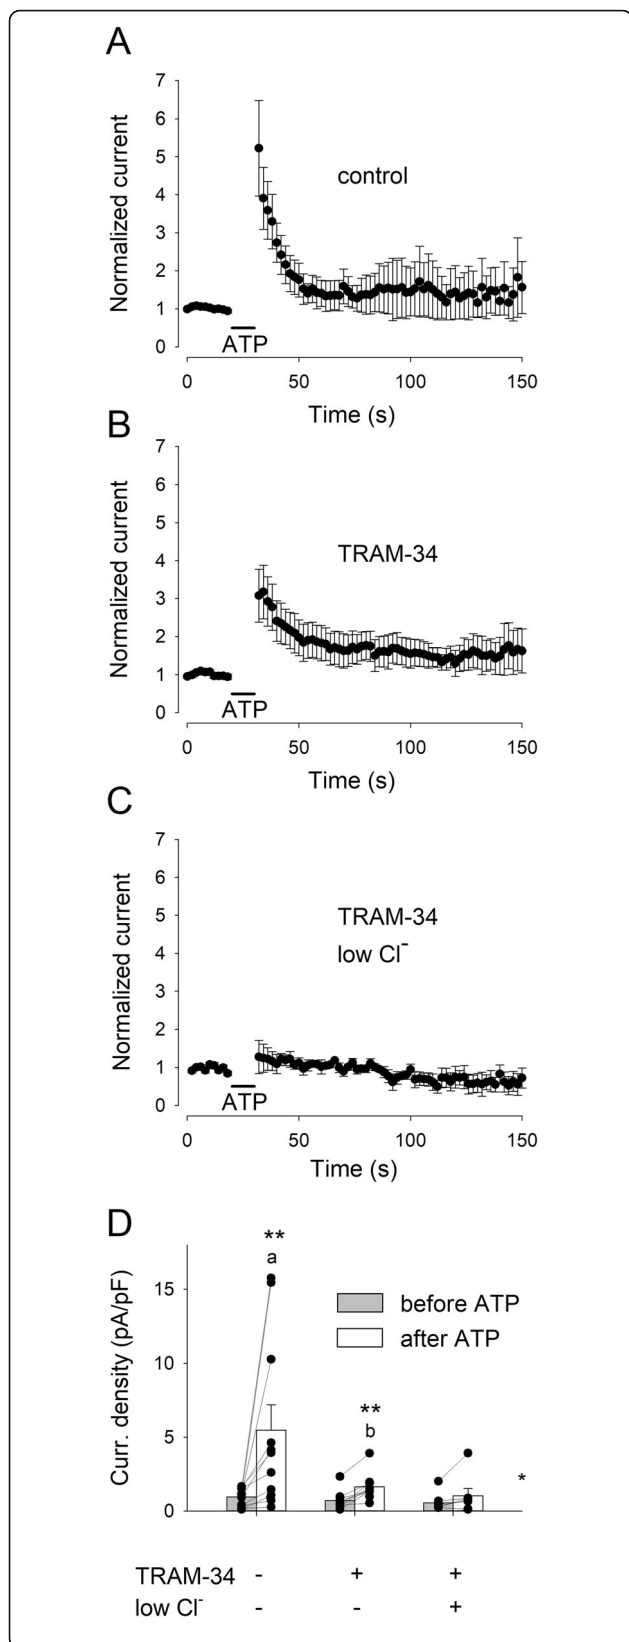 A
7
6
5
4
3
2
1
0
Normalized current
control
ATP
0 50 100 150
Time (s)
B
7
6
5
4
3
2
1
0
Normalized current
TRAM-34
ATP
0 50 100 150
Time (s)
C
7
6
5
4
3
2
1
0
Normalized current
TRAM-34
low Cl⁻
ATP
0 50 100 150
Time (s)
D
15
10
5
0
Curr. density (pA/pF)
**
a
**
b
*
before ATP
after ATP
TRAM-34 - + +
low Cl⁻ - - +